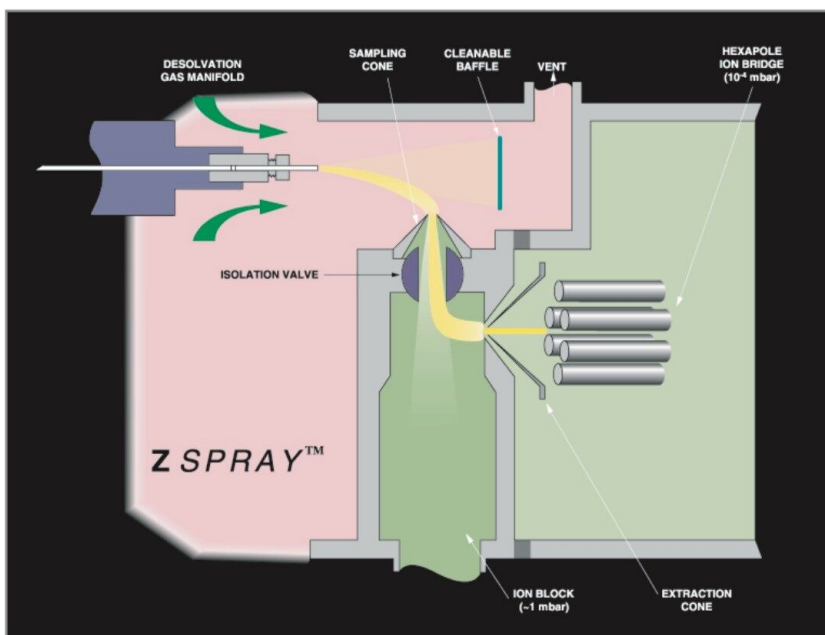 DESOLVATION
GAS MANIFOLD
SAMPLING
CONE
CLEANABLE
BAFFLE
VENT
HEXAPOLE
ION BRIDGE
(10⁻⁴ mbar)
ISOLATION VALVE
Z SPRAY™
ION BLOCK
(~1 mbar)
EXTRACTION
CONE